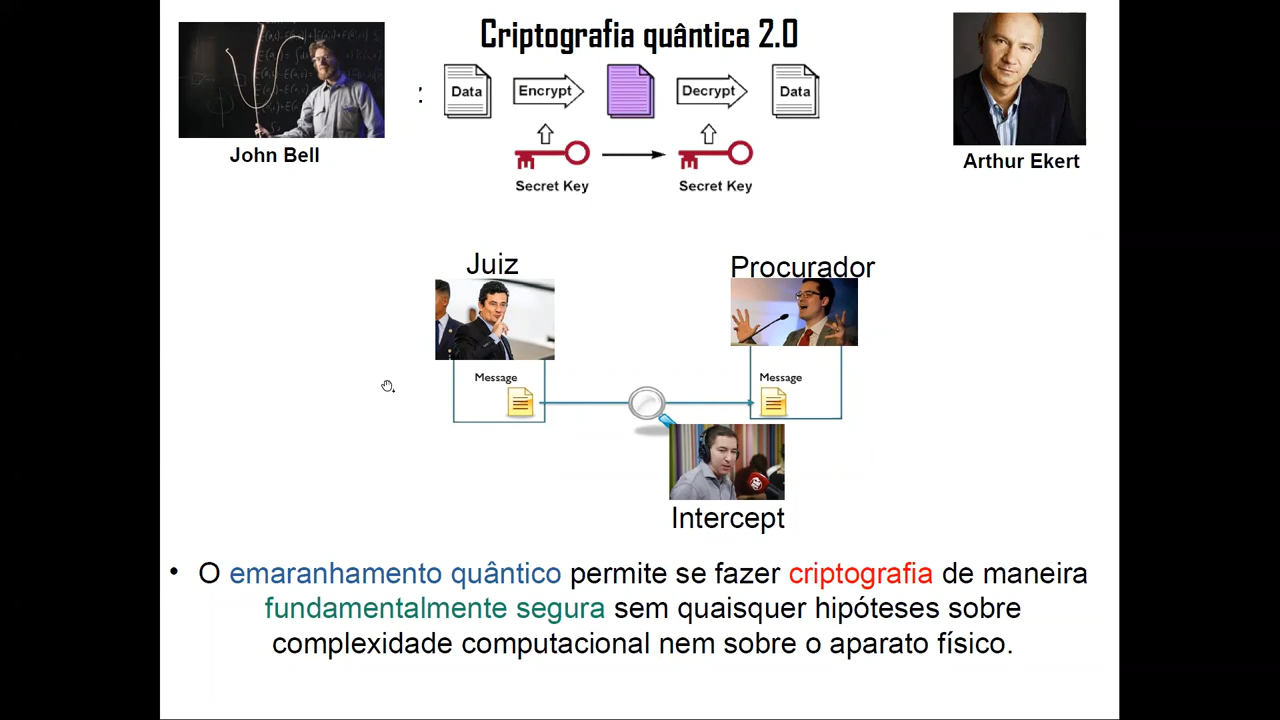 Criptografia quântica 2.0
John Bell
:
Data
Encrypt
Decrypt
Data
Secret Key
Secret Key
Arthur Ekert
Juiz
Procurador
Message
Message
Intercept
• O emaranhamento quântico permite se fazer criptografia de maneira
fundamentalmente segura sem quaisquer hipóteses sobre
complexidade computacional nem sobre o aparato físico.